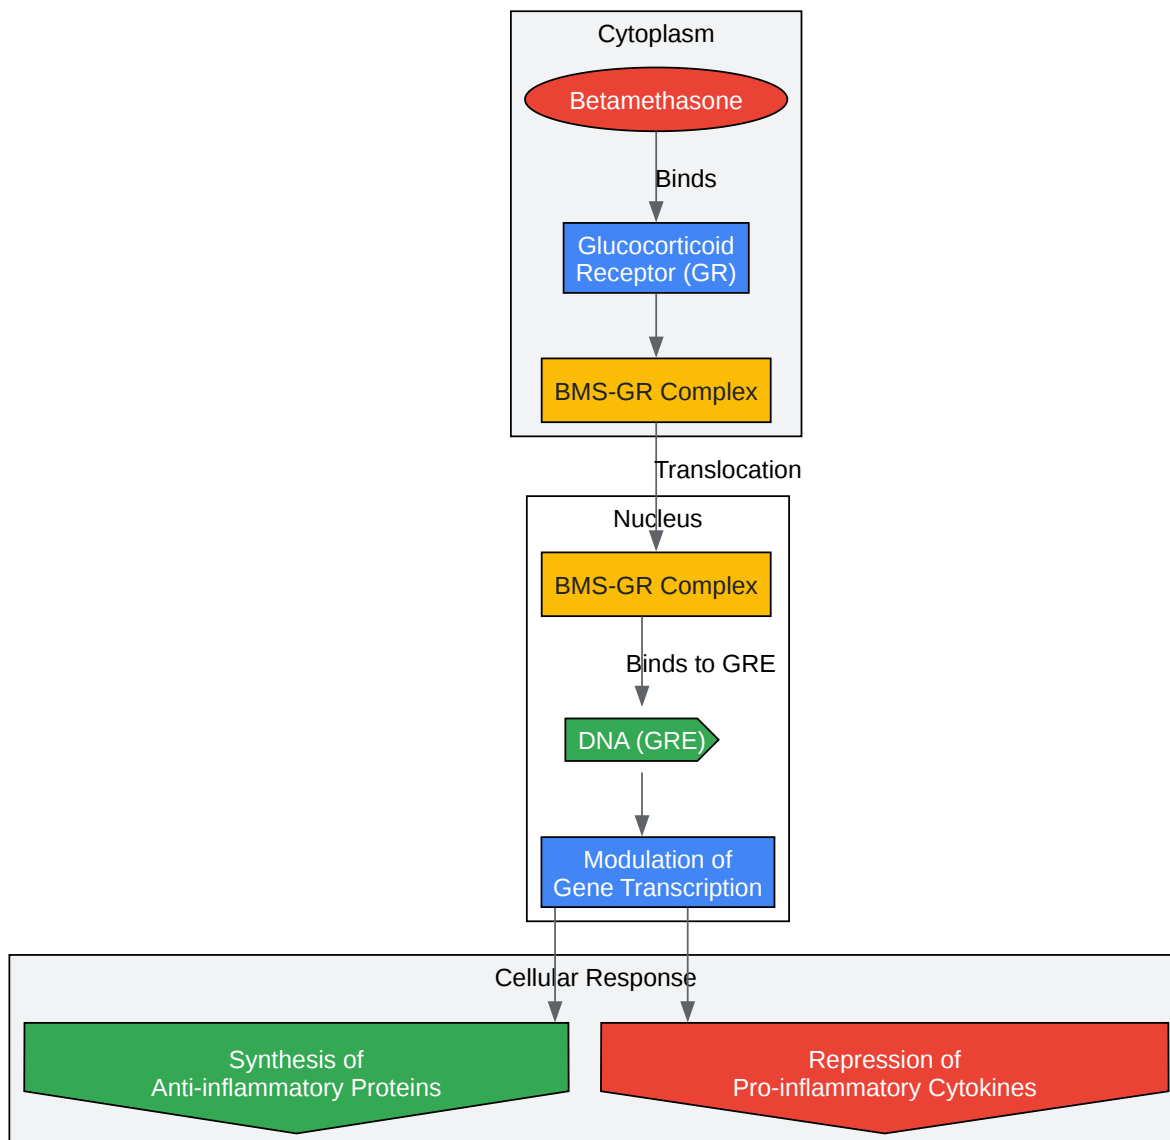 Cytoplasm
Betamethasone
Binds
Glucocorticoid
Receptor (GR)
BMS-GR Complex
Translocation
Nucleus
BMS-GR Complex
Binds to GRE
DNA (GRE)
Modulation of
Gene Transcription
Cellular Response
Synthesis of
Anti-inflammatory Proteins
Repression of
Pro-inflammatory Cytokines